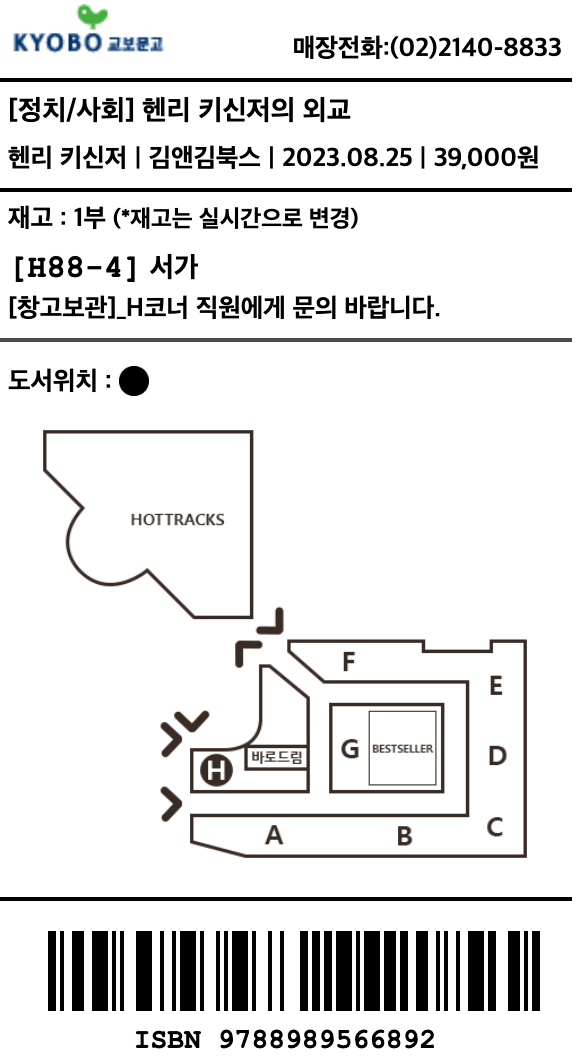 KYOBO 교보문고
매장전화:(02)2140-8833
[정치/사회] 헨리 키신저의 외교
헨리 키신저 | 김앤김북스 | 2023.08.25 | 39,000원
재고 : 1부 (*재고는 실시간으로 변경)
[H88-4] 서가
[창고보관]_H코너 직원에게 문의 바랍니다.
도서위치 :
HOTTRACKS
F
E
G
BESTSELLER
D
바로드림
H
A
B
C
ISBN 9788989566892